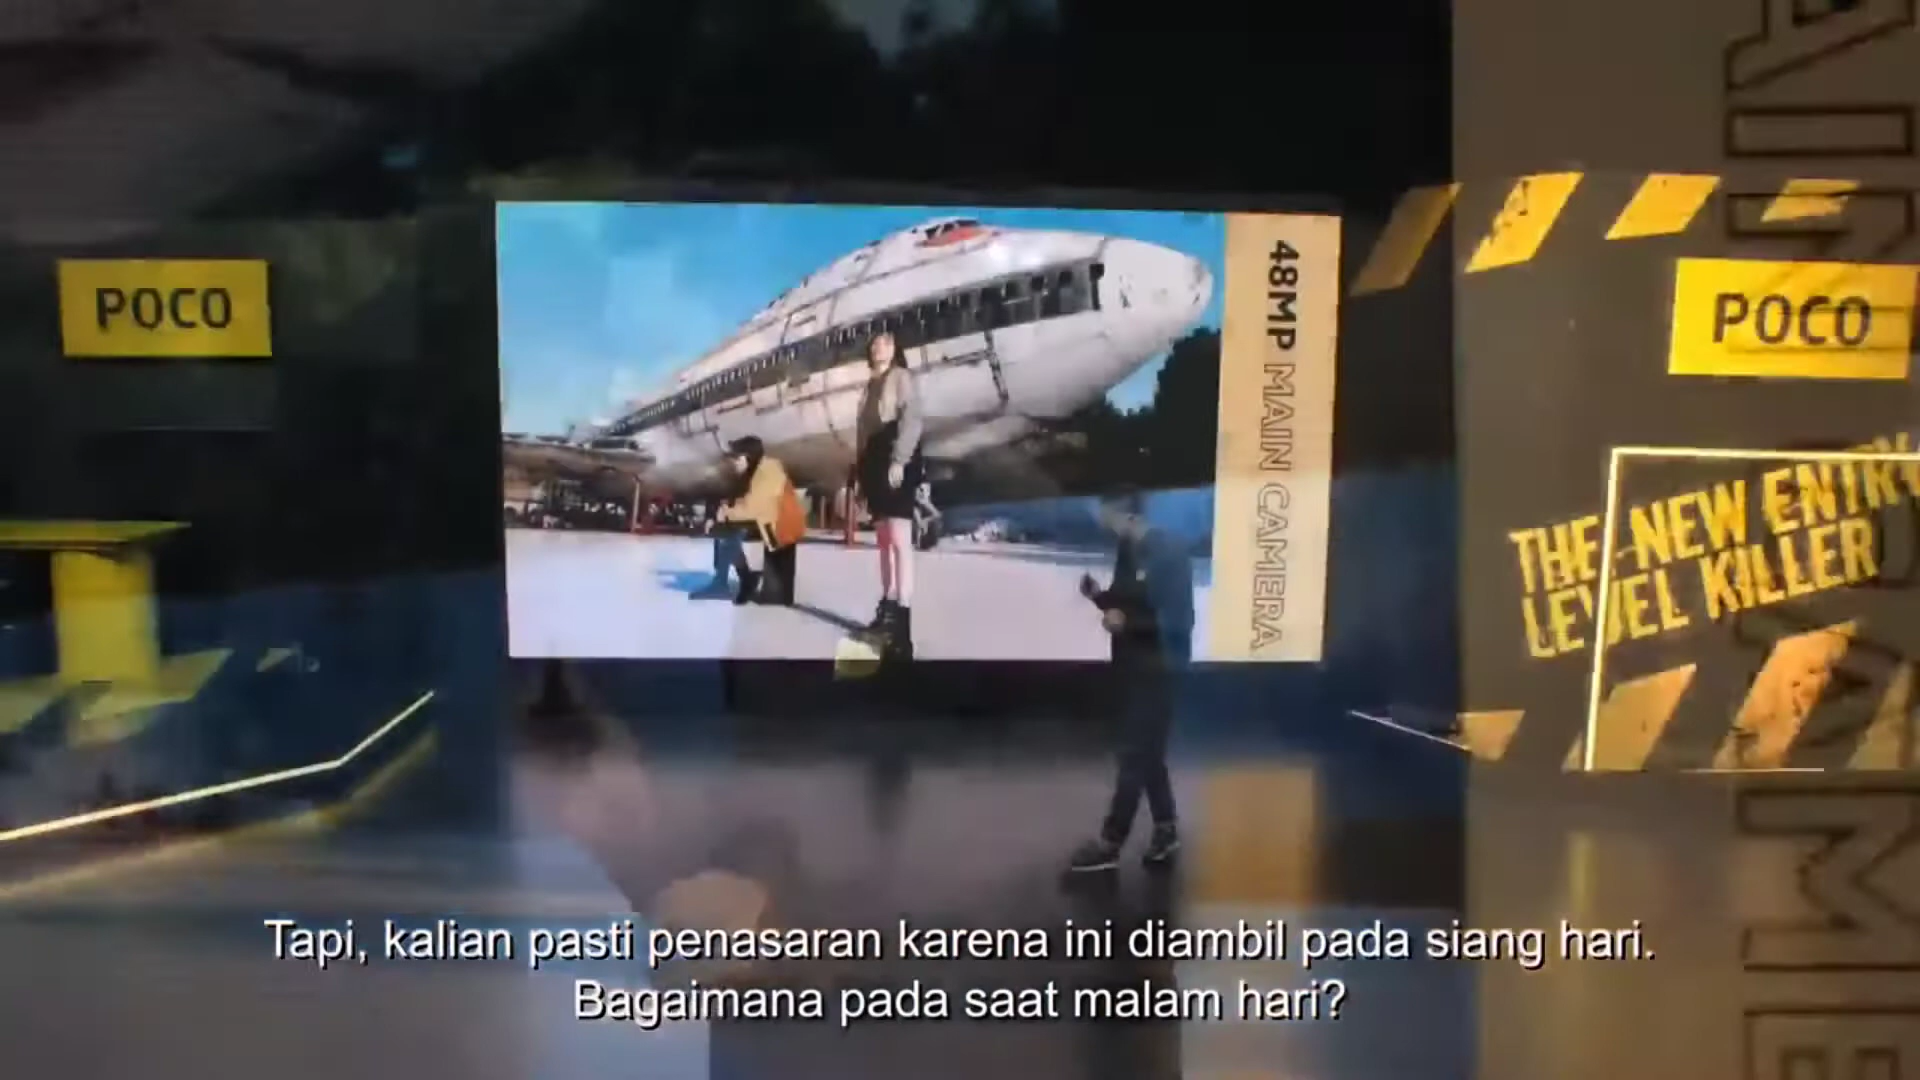 POCO
48MP MAIN CAMERA
POCO
THE NEW ENTRY
LEVEL KILLER
Tapi, kalian pasti penasaran karena ini diambil pada siang hari.
Bagaimana pada saat malam hari?